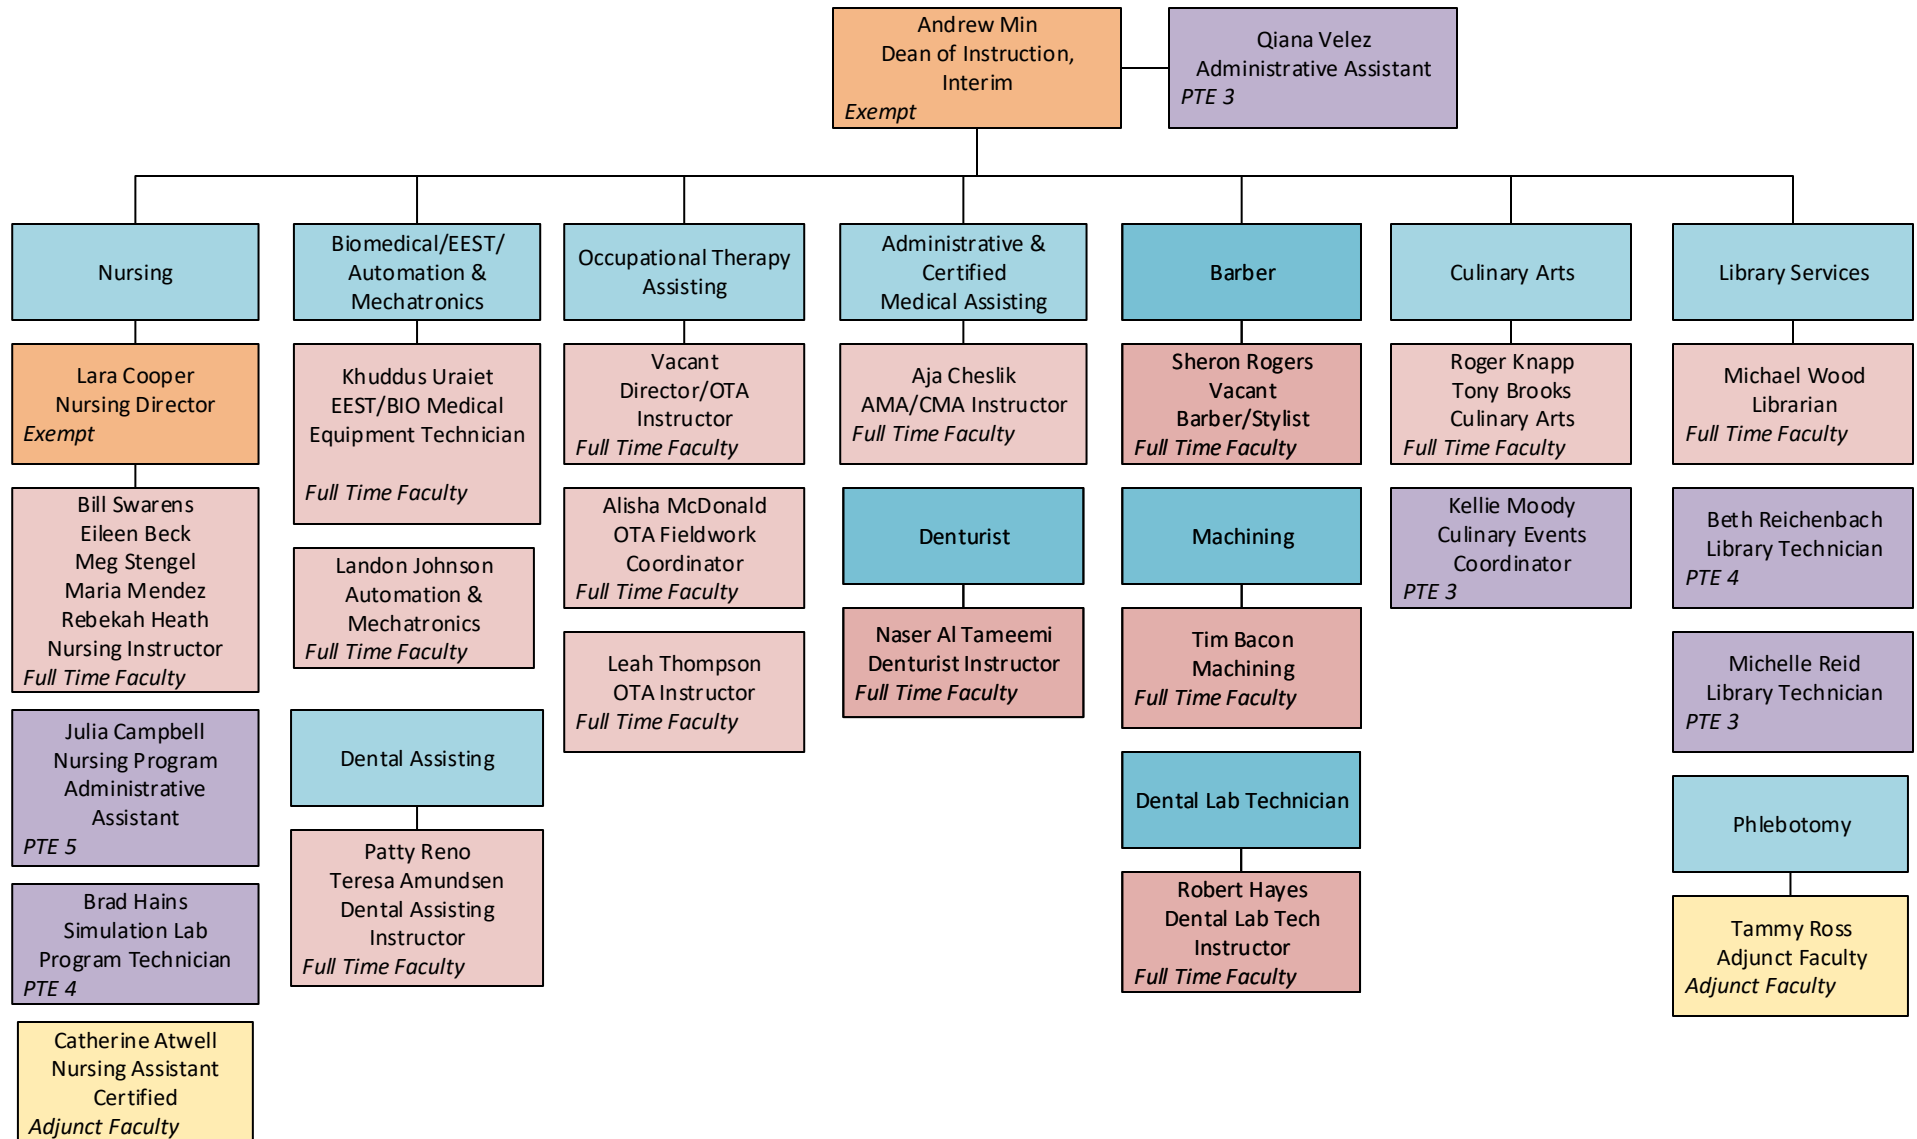 Andrew Min
Dean of Instruction,
Interim
Exempt
Qiana Velez
Administrative Assistant
PTE 3
Nursing
Lara Cooper
Nursing Director
Exempt
Bill Swarens
Eileen Beck
Meg Stengel
Maria Mendez
Rebekah Heath
Nursing Instructor
Full Time Faculty
Julia Campbell
Nursing Program
Administrative
Assistant
PTE 5
Brad Hains
Simulation Lab
Program Technician
PTE 4
Catherine Atwell
Nursing Assistant
Certified
Adjunct Faculty
Biomedical/EEST/
Automation &
Mechatronics
Khuddus Uraiet
EEST/BIO Medical
Equipment Technician
Full Time Faculty
Landon Johnson
Automation &
Mechatronics
Full Time Faculty
Dental Assisting
Patty Reno
Teresa Amundsen
Dental Assisting
Instructor
Full Time Faculty
Occupational Therapy
Assisting
Vacant
Director/OTA
Instructor
Full Time Faculty
Alisha McDonald
OTA Fieldwork
Coordinator
Full Time Faculty
Leah Thompson
OTA Instructor
Full Time Faculty
Administrative &
Certified
Medical Assisting
Aja Cheslik
AMA/CMA Instructor
Full Time Faculty
Denturist
Naser Al Tameemi
Denturist Instructor
Full Time Faculty
Barber
Sheron Rogers
Vacant
Barber/Stylist
Full Time Faculty
Machining
Tim Bacon
Machining
Full Time Faculty
Dental Lab Technician
Robert Hayes
Dental Lab Tech
Instructor
Full Time Faculty
Culinary Arts
Roger Knapp
Tony Brooks
Culinary Arts
Full Time Faculty
Kellie Moody
Culinary Events
Coordinator
PTE 3
Library Services
Michael Wood
Librarian
Full Time Faculty
Beth Reichenbach
Library Technician
PTE 4
Michelle Reid
Library Technician
PTE 3
Phlebotomy
Tammy Ross
Adjunct Faculty
Adjunct Faculty